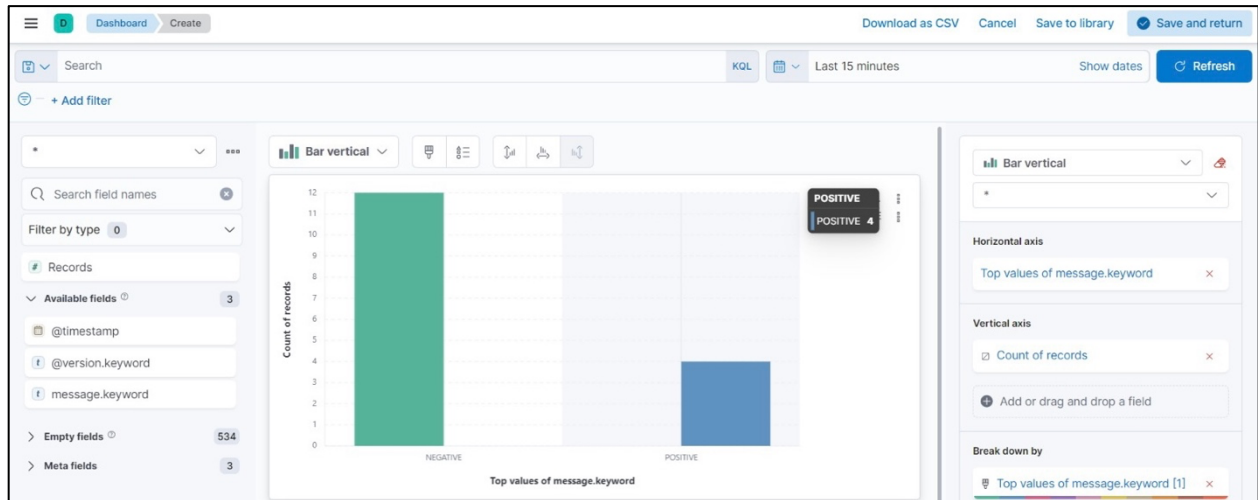 D Dashboard Create Download as CSV Cancel Save to library Save and return
Search KQL Last 15 minutes Show dates Refresh
+ Add filter
*
Search field names
Filter by type 0
# Records
Available fields 3
@timestamp
t @version.keyword
t message.keyword
Empty fields 534
Meta fields 3
Bar vertical
12
11
10
9
8
7
6
5
4
3
2
1
0
Count of records
NEGATIVE POSITIVE
Top values of message.keyword
POSITIVE
POSITIVE 4
Bar vertical
*
Horizontal axis
Top values of message.keyword ×
Vertical axis
Count of records ×
Add or drag and drop a field
Break down by
Top values of message.keyword [1] ×